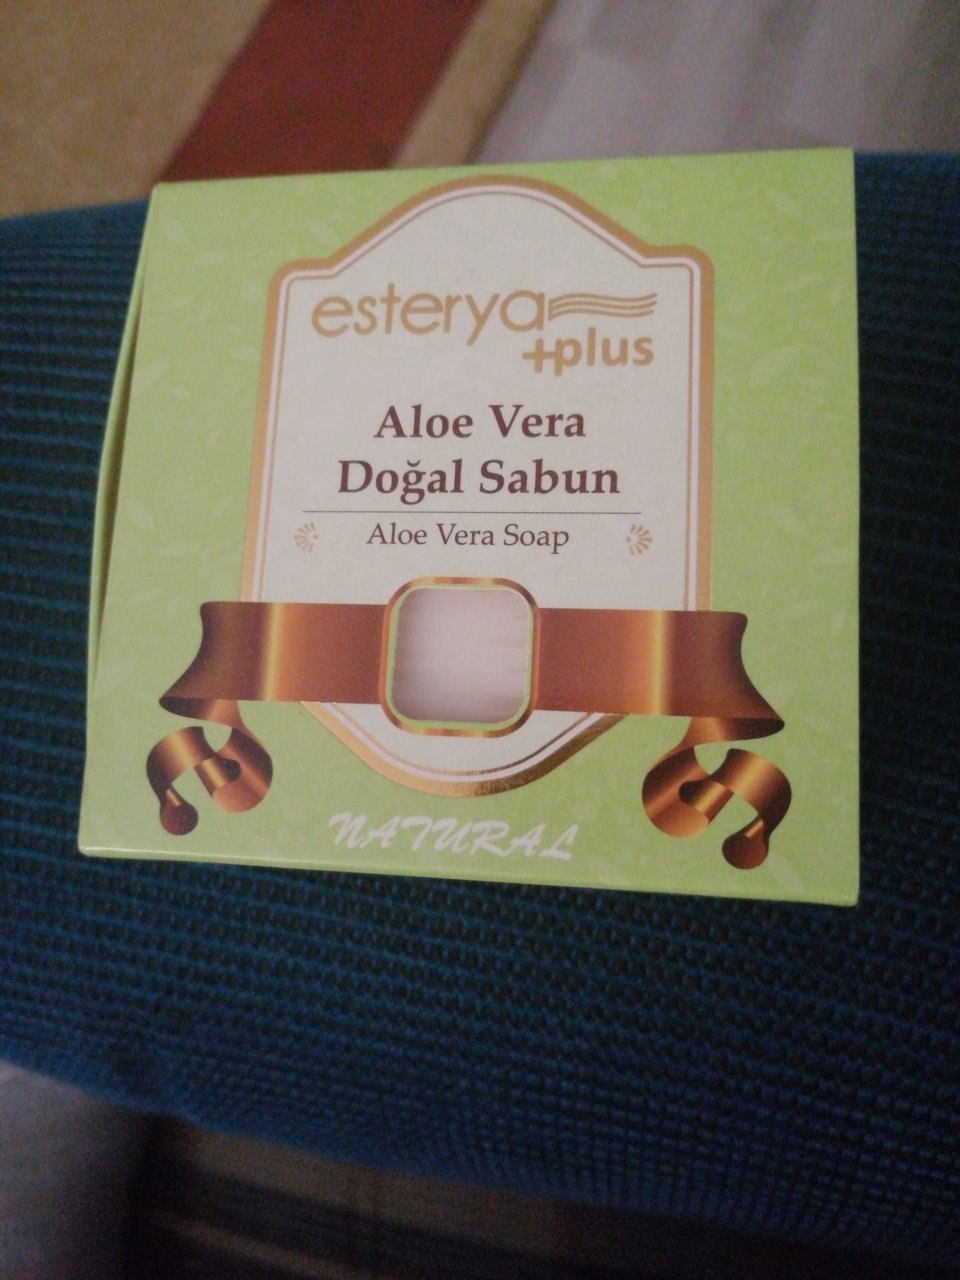 esterya
+plus
Aloe Vera
Doğal Sabun
Aloe Vera Soap
NATURAL